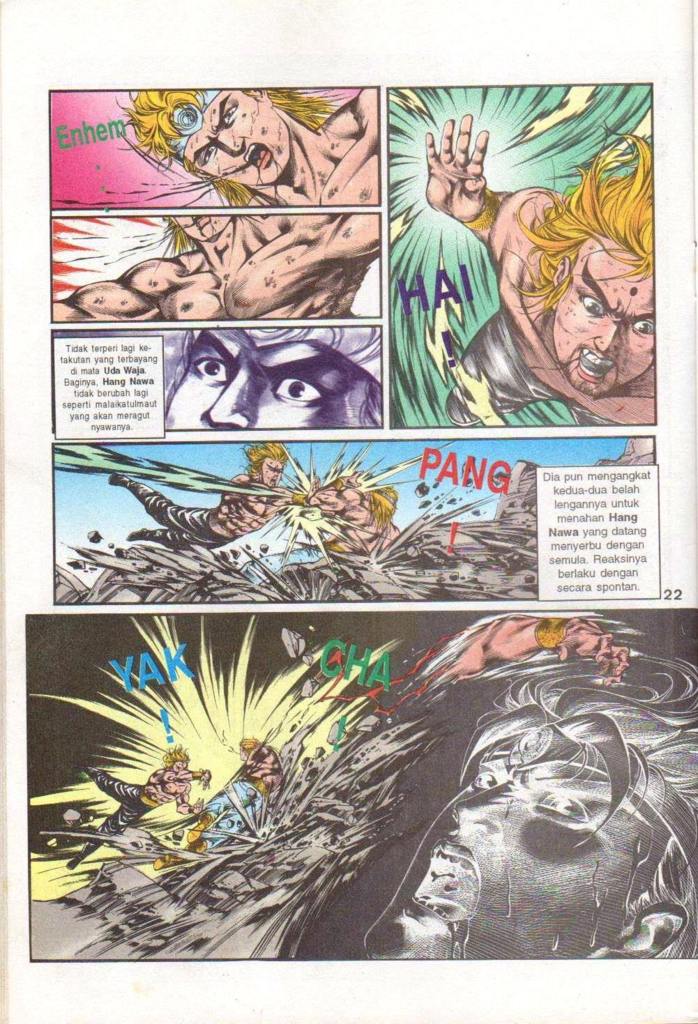 Enhem
. .
HAI
!
Tidak terperi lagi ke-
takutan yang terbayang
di mata Uda Waja.
Baginya, Hang Nawa
tidak berubah lagi
seperti malaikatulmaut
yang akan meragut
nyawanya.
PANG
!
Dia pun mengangkat
kedua-dua belah
lengannya untuk
menahan Hang
Nawa yang datang
menyerbu dengan
semula. Reaksinya
berlaku dengan
secara spontan.
22
YAK
!
CHA
!